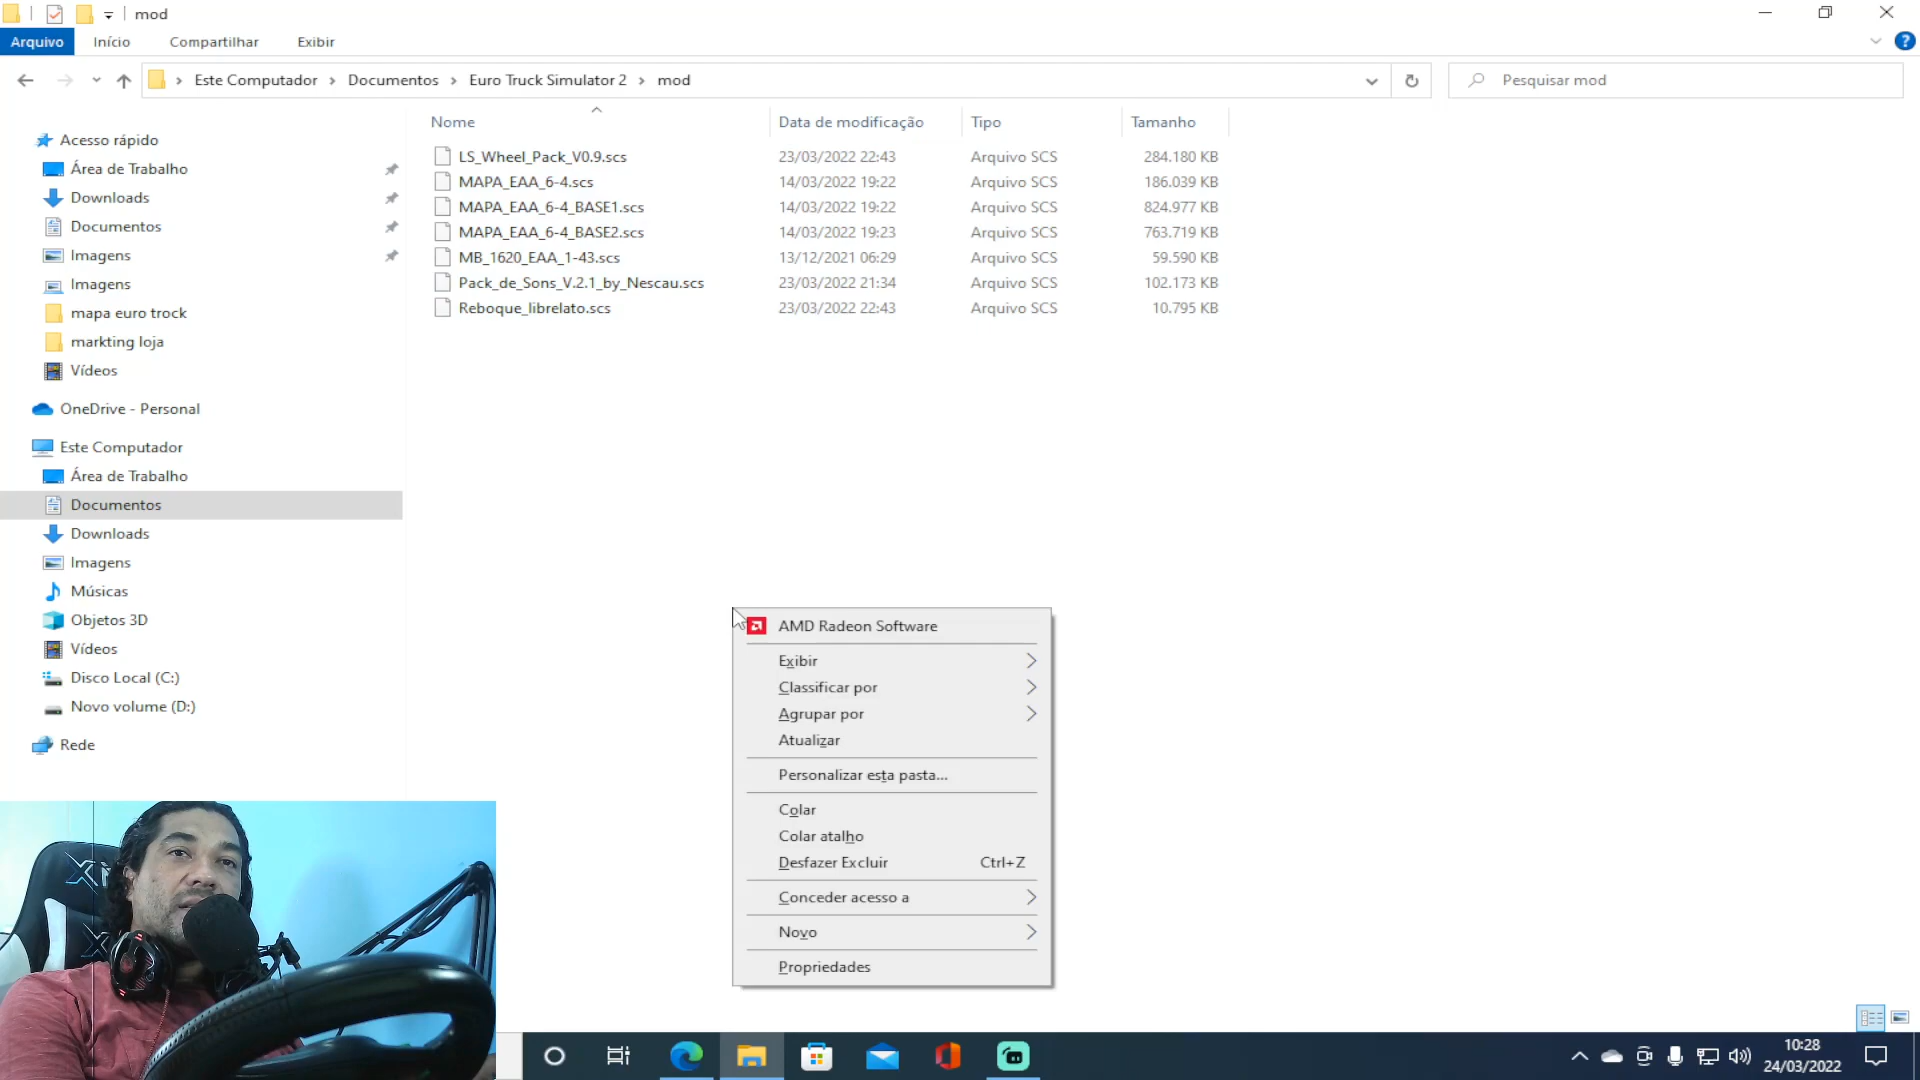 mod
Arquivo Início Compartilhar Exibir
Este Computador Documentos Euro Truck Simulator 2 mod
Pesquisar mod
Nome Data de modificação Tipo Tamanho
LS_Wheel_Pack_V0.9.scs 23/03/2022 22:43 Arquivo SCS 284.180 KB
MAPA_EAA_6-4.scs 14/03/2022 19:22 Arquivo SCS 186.039 KB
MAPA_EAA_6-4_BASE1.scs 14/03/2022 19:22 Arquivo SCS 824.977 KB
MAPA_EAA_6-4_BASE2.scs 14/03/2022 19:23 Arquivo SCS 763.719 KB
MB_1620_EAA_1-43.scs 13/12/2021 06:29 Arquivo SCS 59.590 KB
Pack_de_Sons_V.2.1_by_Nescau.scs 23/03/2022 21:34 Arquivo SCS 102.173 KB
Reboque_librelato.scs 23/03/2022 22:43 Arquivo SCS 10.795 KB
Acesso rápido
Área de Trabalho
Downloads
Documentos
Imagens
Imagens
mapa euro trock
markting loja
Vídeos
OneDrive - Personal
Este Computador
Área de Trabalho
Documentos
Downloads
Imagens
Músicas
Objetos 3D
Vídeos
Disco Local (C:)
Novo volume (D:)
Rede
AMD Radeon Software
Exibir
Classificar por
Agrupar por
Atualizar
Personalizar esta pasta...
Colar
Colar atalho
Desfazer Excluir Ctrl+Z
Conceder acesso a
Novo
Propriedades
10:28
24/03/2022